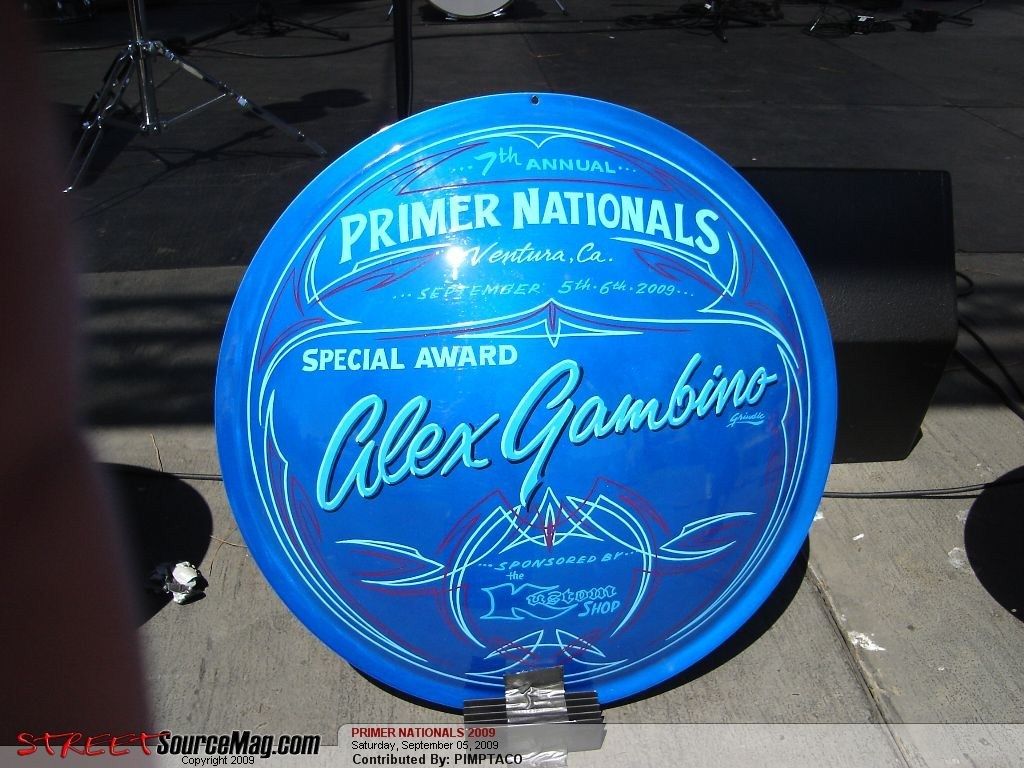 ...7th ANNUAL...
PRIMER NATIONALS
Ventura, Ca.
...SEPTEMBER 5th-6th-2009...
SPECIAL AWARD
Alex Gambino
...SPONSORED BY...
the
Kustom
SHOP
STREETSourceMag.com
Copyright 2009
PRIMER NATIONALS 2009
Saturday, September 05, 2009
Contributed By: PIMPTACO